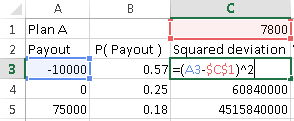 A B C
1 Plan A 7800
2 Payout P( Payout ) Squared deviation
3 -10000 0.57 =(A3-$C$1)^2
4 0 0.25 60840000
5 75000 0.18 4515840000